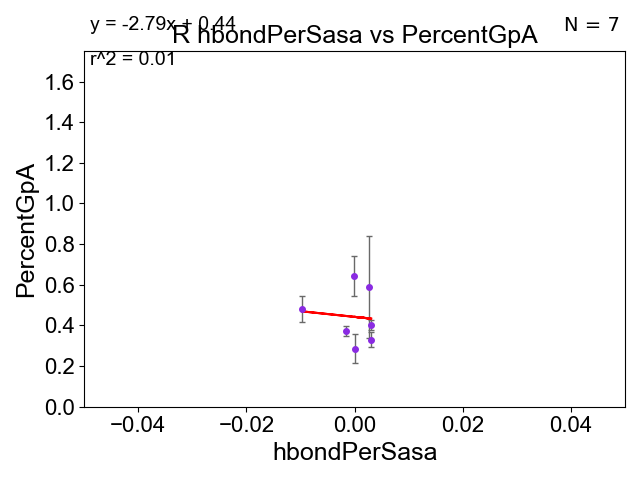 y = -2.79x + 0.44
R hbondPerSasa vs PercentGpA
N = 7
r^2 = 0.01
PercentGpA
1.6
1.4
1.2
1.0
0.8
0.6
0.4
0.2
0.0
−0.04 −0.02 0.00 0.02 0.04
hbondPerSasa